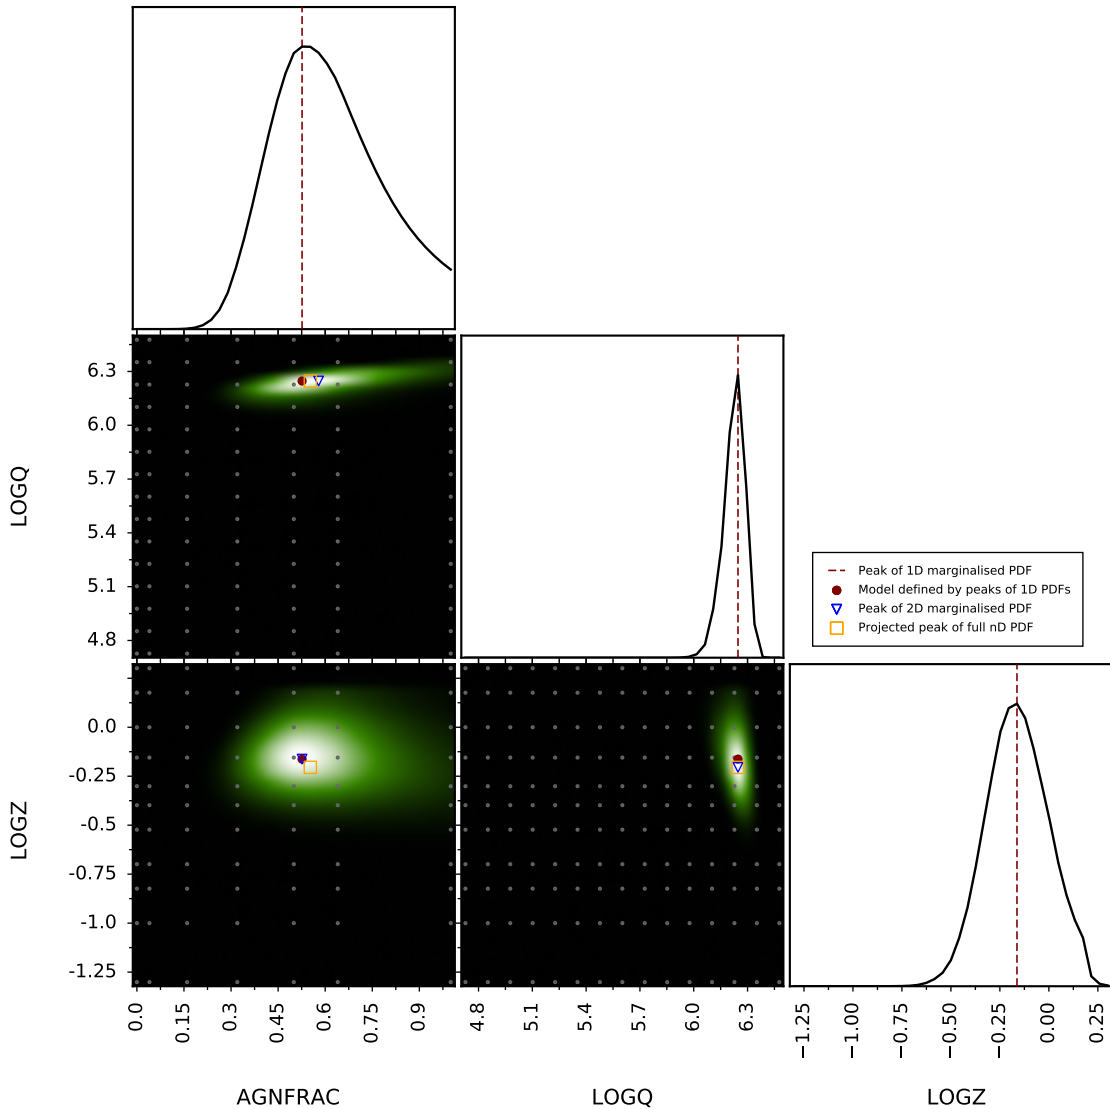 6.3
6.0
5.7
5.4
5.1
4.8
LOGQ
Peak of 1D marginalised PDF
Model defined by peaks of 1D PDFs
Peak of 2D marginalised PDF
Projected peak of full nD PDF
0.0
-0.25
-0.5
-0.75
-1.0
-1.25
LOGZ
0.0 0.15 0.3 0.45 0.6 0.75 0.9
4.8 5.1 5.4 5.7 6.0 6.3
−1.25 −1.00 −0.75 −0.50 −0.25 0.00 0.25
AGNFRAC LOGQ LOGZ